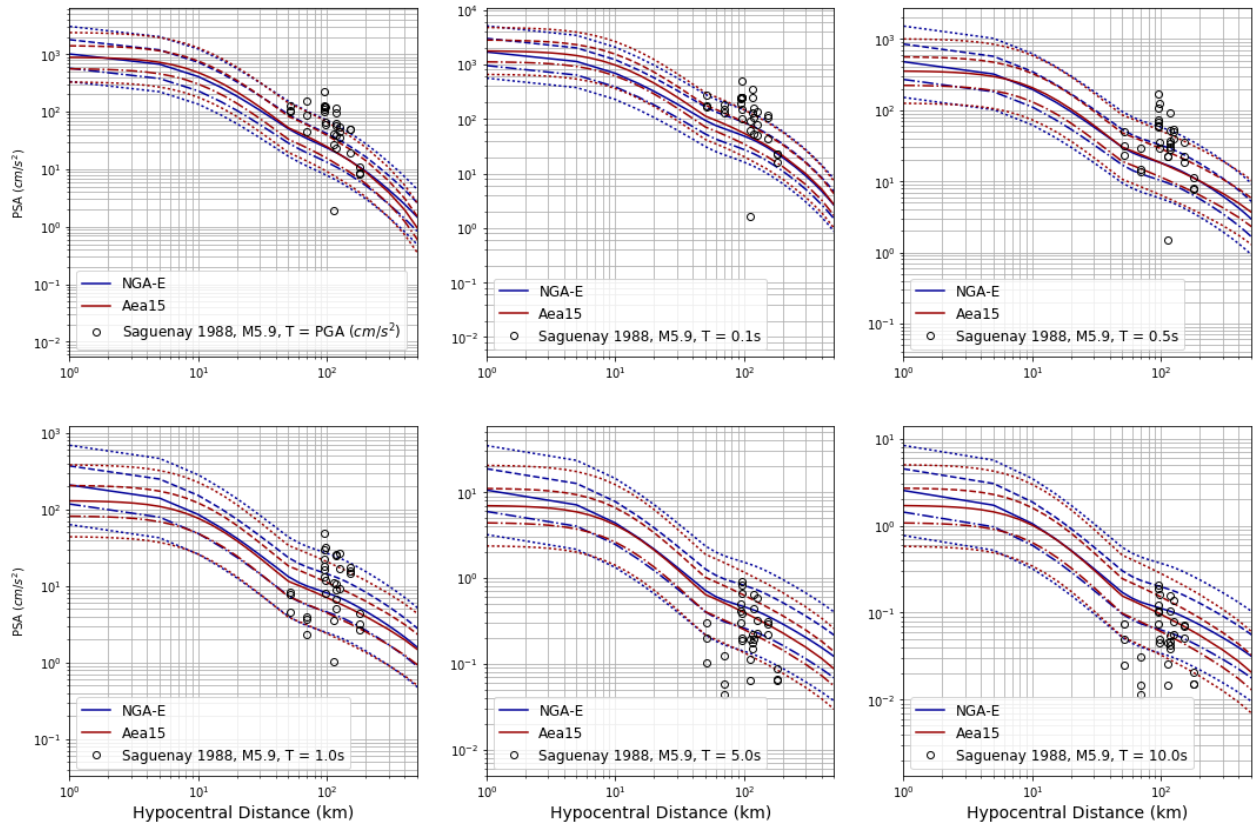 10³
10²
10¹
10⁰
10⁻¹
10⁻²
PSA (cm/s²)
NGA-E
Aea15
Saguenay 1988, M5.9, T = PGA (cm/s²)
10⁰
10¹
10²
10⁴
10³
10²
10¹
10⁰
10⁻¹
10⁻²
NGA-E
Aea15
Saguenay 1988, M5.9, T = 0.1s
10⁰
10¹
10²
10³
10²
10¹
10⁰
10⁻¹
NGA-E
Aea15
Saguenay 1988, M5.9, T = 0.5s
10⁰
10¹
10²
10³
10²
10¹
10⁰
10⁻¹
PSA (cm/s²)
NGA-E
Aea15
Saguenay 1988, M5.9, T = 1.0s
10⁰
10¹
10²
Hypocentral Distance (km)
10¹
10⁰
10⁻¹
10⁻²
NGA-E
Aea15
Saguenay 1988, M5.9, T = 5.0s
10⁰
10¹
10²
Hypocentral Distance (km)
10¹
10⁰
10⁻¹
10⁻²
NGA-E
Aea15
Saguenay 1988, M5.9, T = 10.0s
10⁰
10¹
10²
Hypocentral Distance (km)